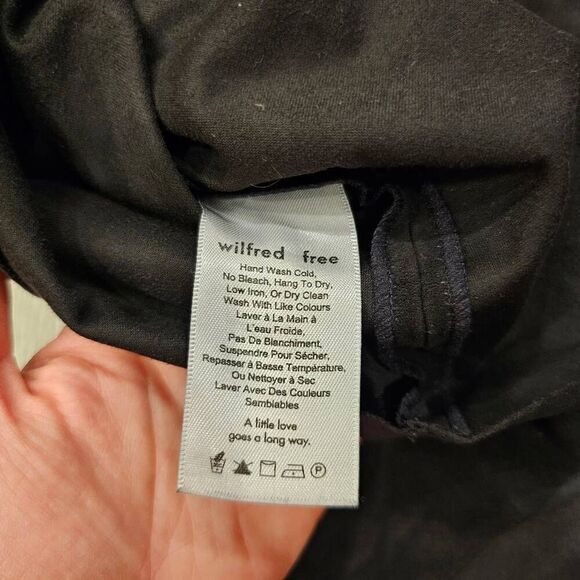 wilfred free
Hand Wash Cold,
No Bleach, Hang To Dry,
Low Iron, Or Dry Clean
Wash With Like Colours
Laver à La Main à
L'eau Froide,
Pas De Blanchiment,
Suspendre Pour Sécher,
Repasser à Basse Température,
Ou Nettoyer à Sec
Laver Avec Des Couleurs
Semblables
A little love
goes a long way.
P